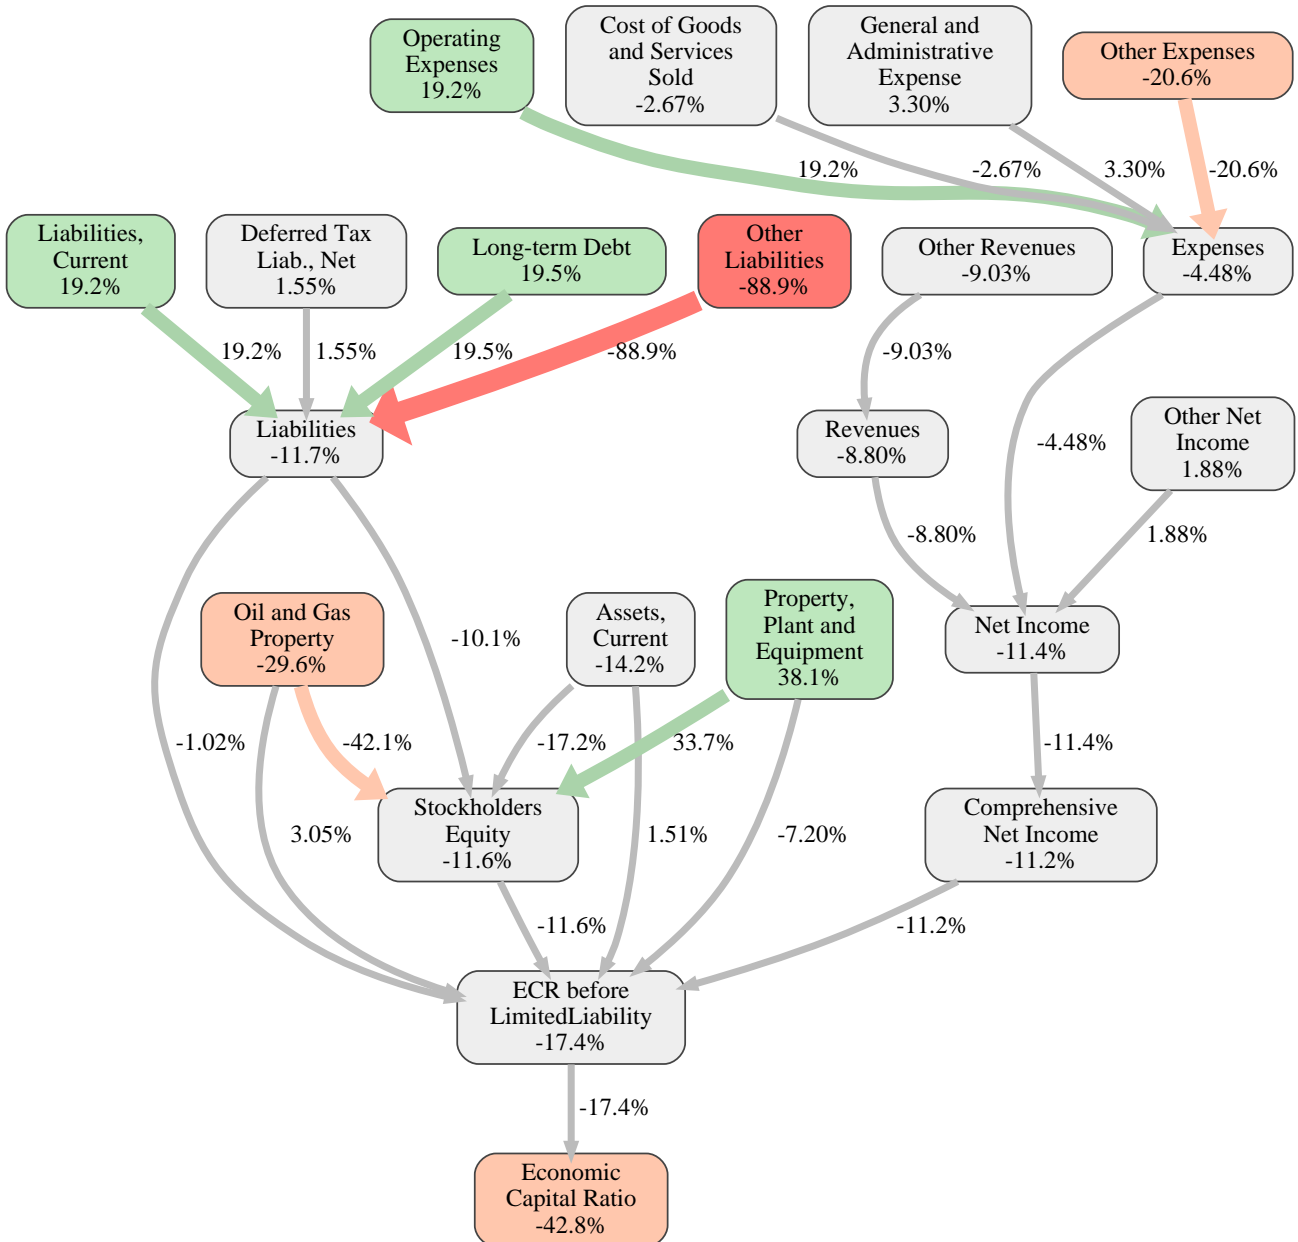 Operating
Expenses
19.2%
Cost of Goods
and Services
Sold
-2.67%
General and
Administrative
Expense
3.30%
Other Expenses
-20.6%
19.2%
-2.67%
3.30%
-20.6%
Liabilities,
Current
19.2%
Deferred Tax
Liab., Net
1.55%
Long-term Debt
19.5%
Other
Liabilities
-88.9%
Other Revenues
-9.03%
Expenses
-4.48%
19.2%
1.55%
19.5%
-88.9%
-9.03%
Liabilities
-11.7%
Revenues
-8.80%
-4.48%
Other Net
Income
1.88%
-8.80%
1.88%
Oil and Gas
Property
-29.6%
-10.1%
Assets,
Current
-14.2%
Property,
Plant and
Equipment
38.1%
Net Income
-11.4%
-1.02%
-42.1%
-17.2%
33.7%
-11.4%
3.05%
Stockholders
Equity
-11.6%
1.51%
-7.20%
Comprehensive
Net Income
-11.2%
-11.6%
-11.2%
ECR before
LimitedLiability
-17.4%
-17.4%
Economic
Capital Ratio
-42.8%